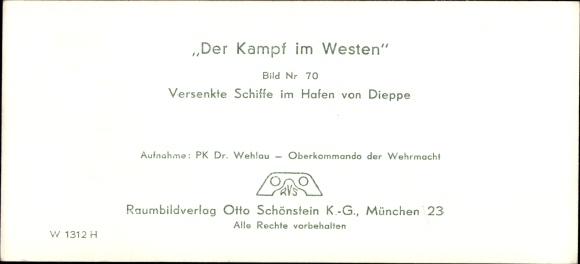 „Der Kampf im Westen"
Bild Nr 70
Versenkte Schiffe im Hafen von Dieppe
Aufnahme: PK Dr. Wehlau – Oberkommando der Wehrmacht
RVS
Raumbildverlag Otto Schönstein K.-G., München 23
Alle Rechte vorbehalten
W 1312 H